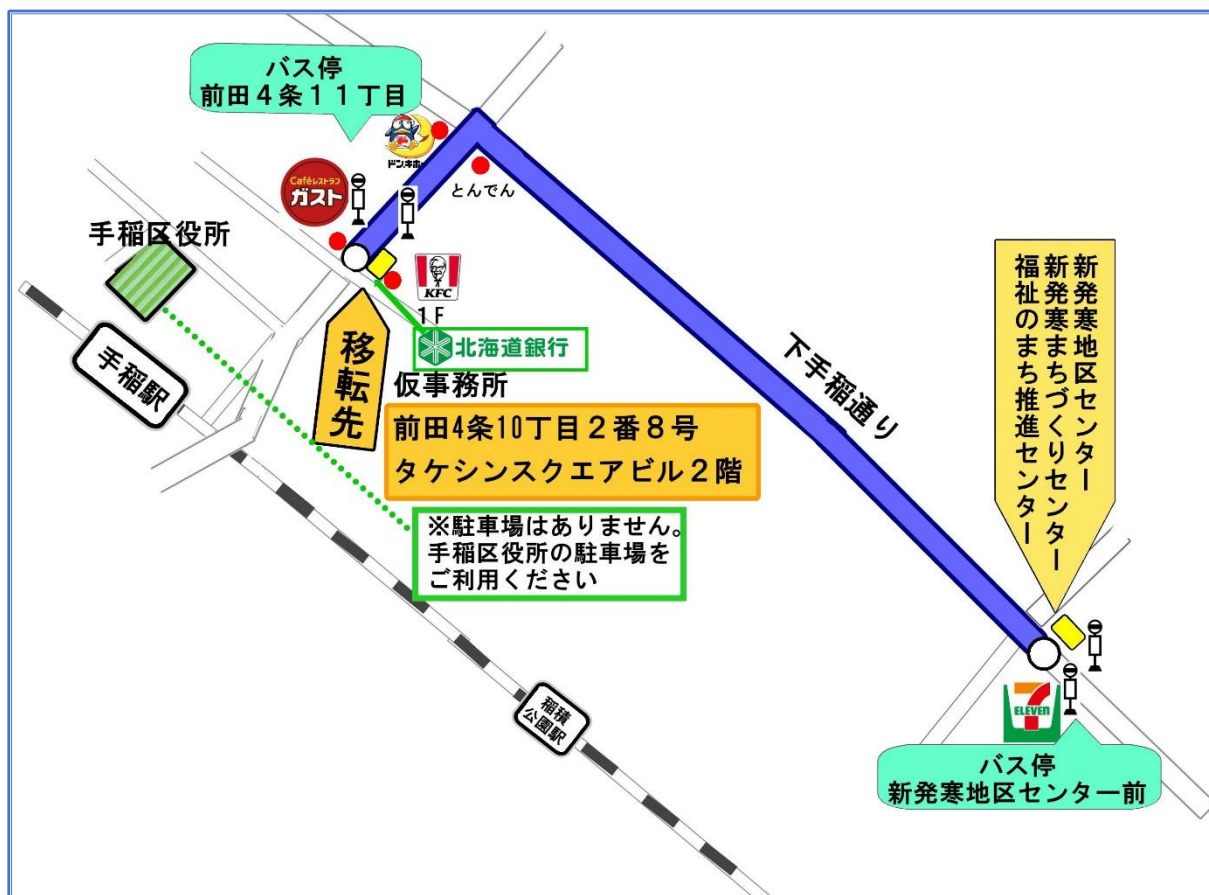 バス停
前田４条１１丁目
ドン.キホ
とんでん
Caféレストラン
ガスト
手稲区役所
手稲駅
KFC
１Ｆ
北海道銀行
移転先
仮事務所
前田4条10丁目２番８号
タケシンスクエアビル２階
※駐車場はありません。
手稲区役所の駐車場を
ご利用ください
下手稲通り
新発寒地区センター
新発寒まちづくりセンター
福祉のまち推進センター
稲積
公園駅
7
ELEVEN
バス停
新発寒地区センター前